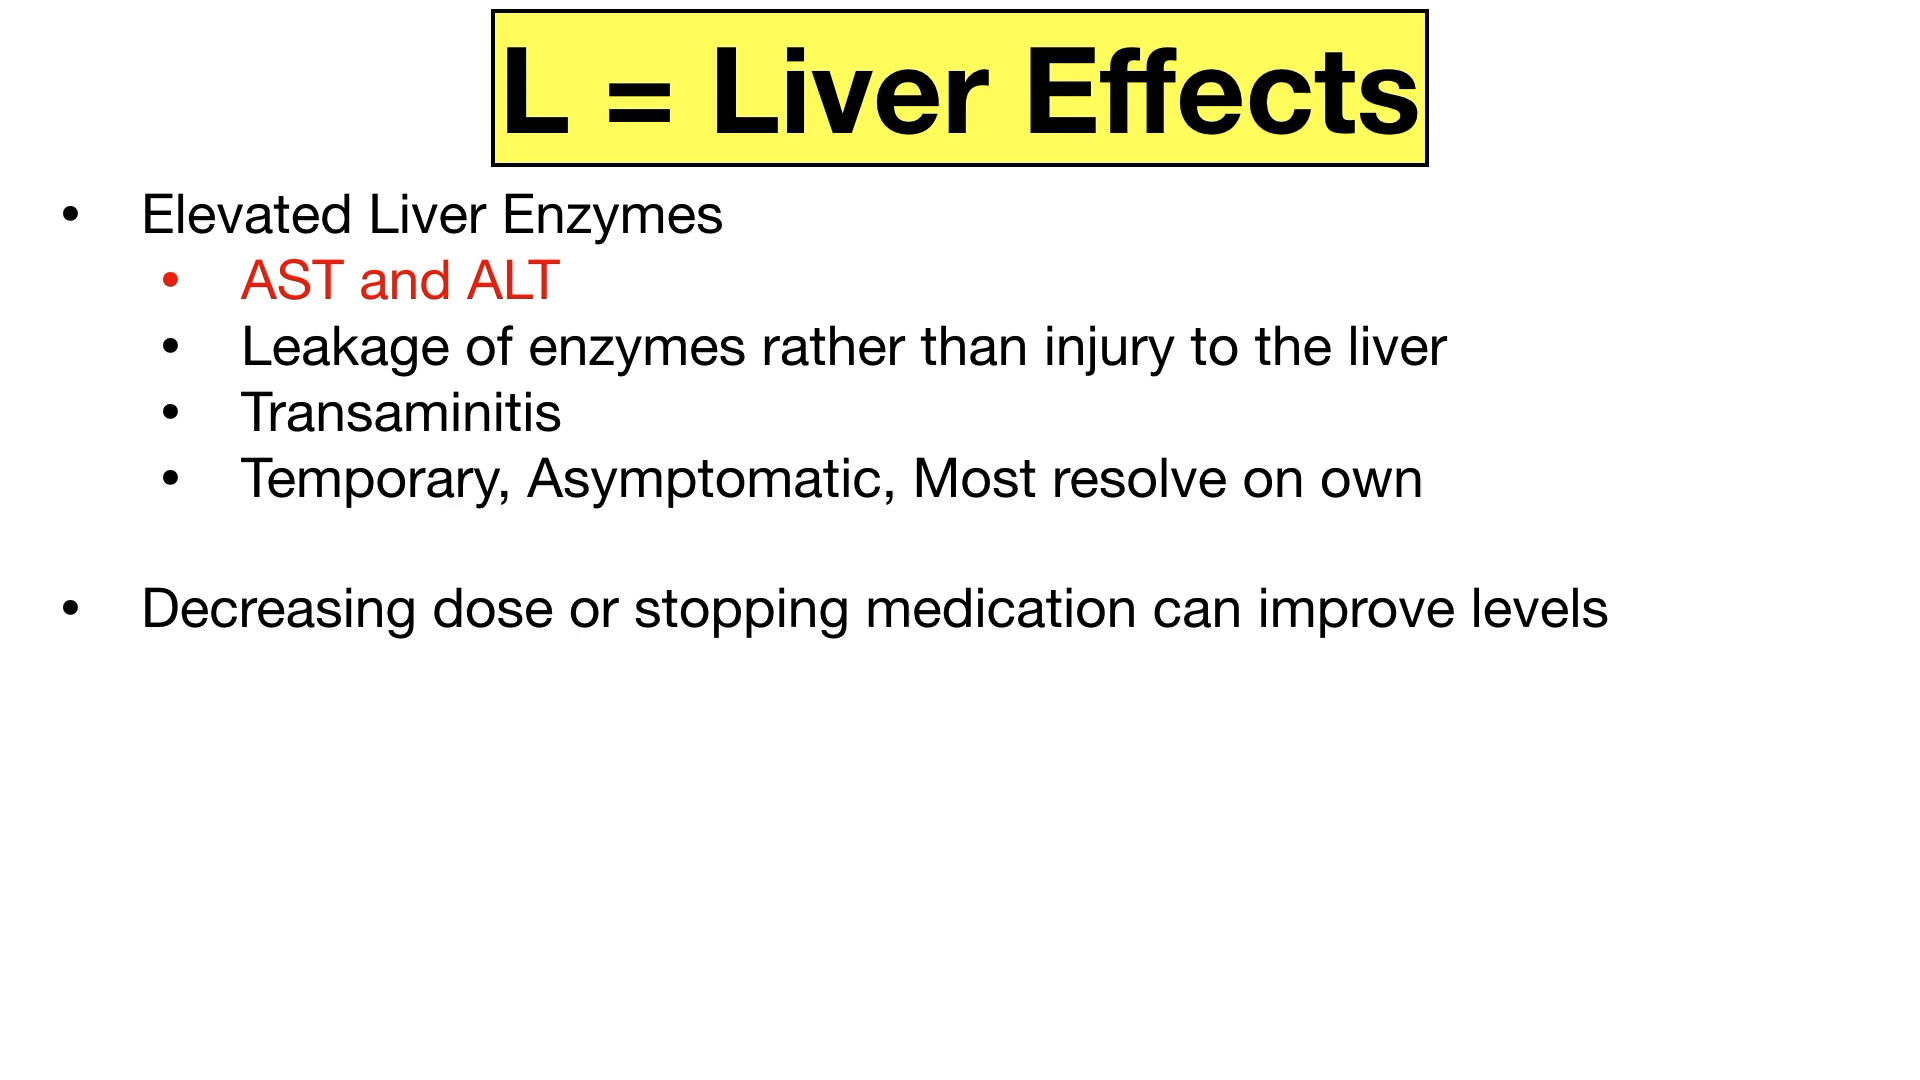 L = Liver Effects
• Elevated Liver Enzymes
• AST and ALT
• Leakage of enzymes rather than injury to the liver
• Transaminitis
• Temporary, Asymptomatic, Most resolve on own
• Decreasing dose or stopping medication can improve levels